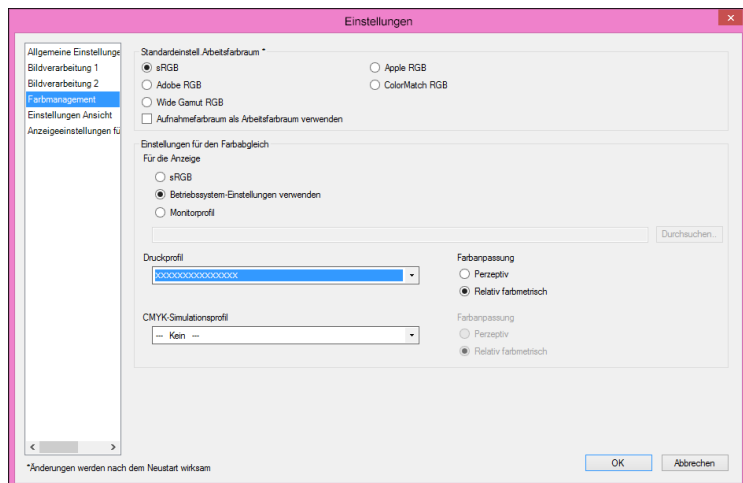 Einstellungen
Allgemeine Einstellunge
Bildverarbeitung 1
Bildverarbeitung 2
Farbmanagement
Einstellungen Ansicht
Anzeigeeinstellungen fü
Standardeinstell.Arbeitsfarbraum *
sRGB
Apple RGB
Adobe RGB
ColorMatch RGB
Wide Gamut RGB
Aufnahmefarbraum als Arbeitsfarbraum verwenden
Einstellungen für den Farbabgleich
Für die Anzeige
sRGB
Betriebssystem-Einstellungen verwenden
Monitorprofil
Durchsuchen...
Druckprofil
XXXXXXXXXXXXXXX
Farbanpassung
Perzeptiv
Relativ farbmetrisch
CMYK-Simulationsprofil
--- Kein ---
Farbanpassung
Perzeptiv
Relativ farbmetrisch
*Änderungen werden nach dem Neustart wirksam
OK
Abbrechen